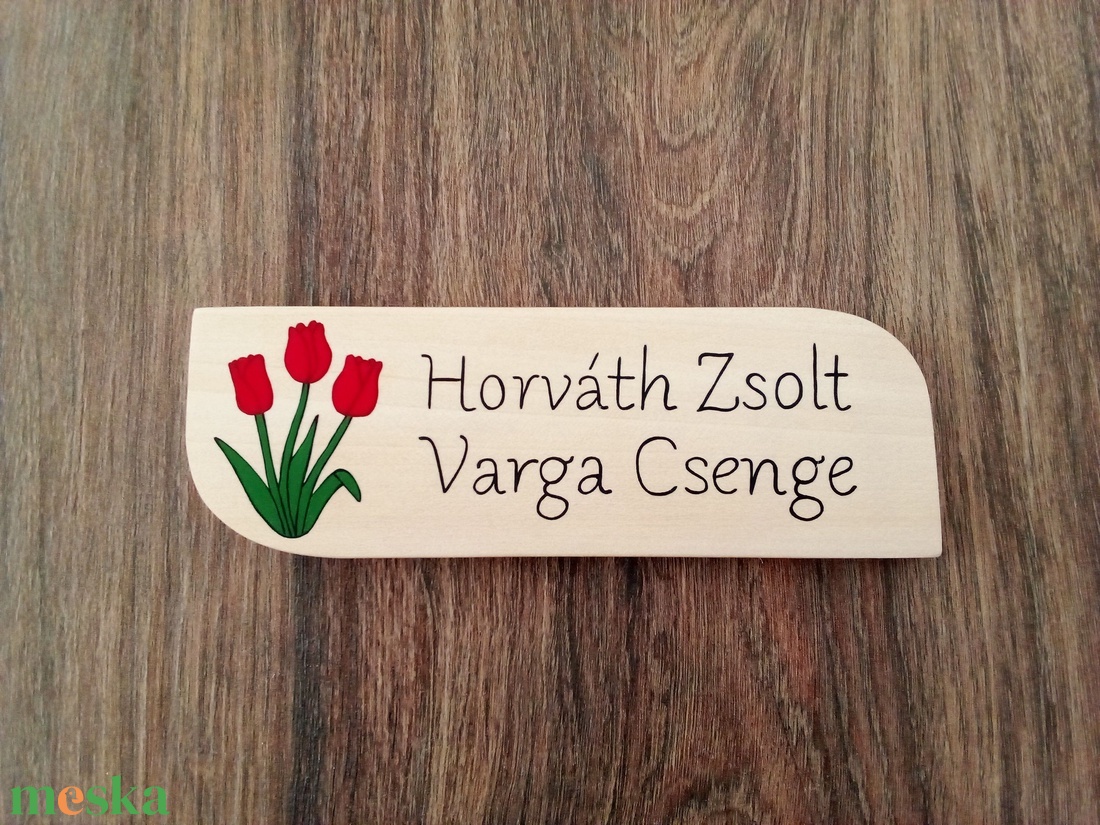 Horváth Zsolt
Varga Csenge
meska